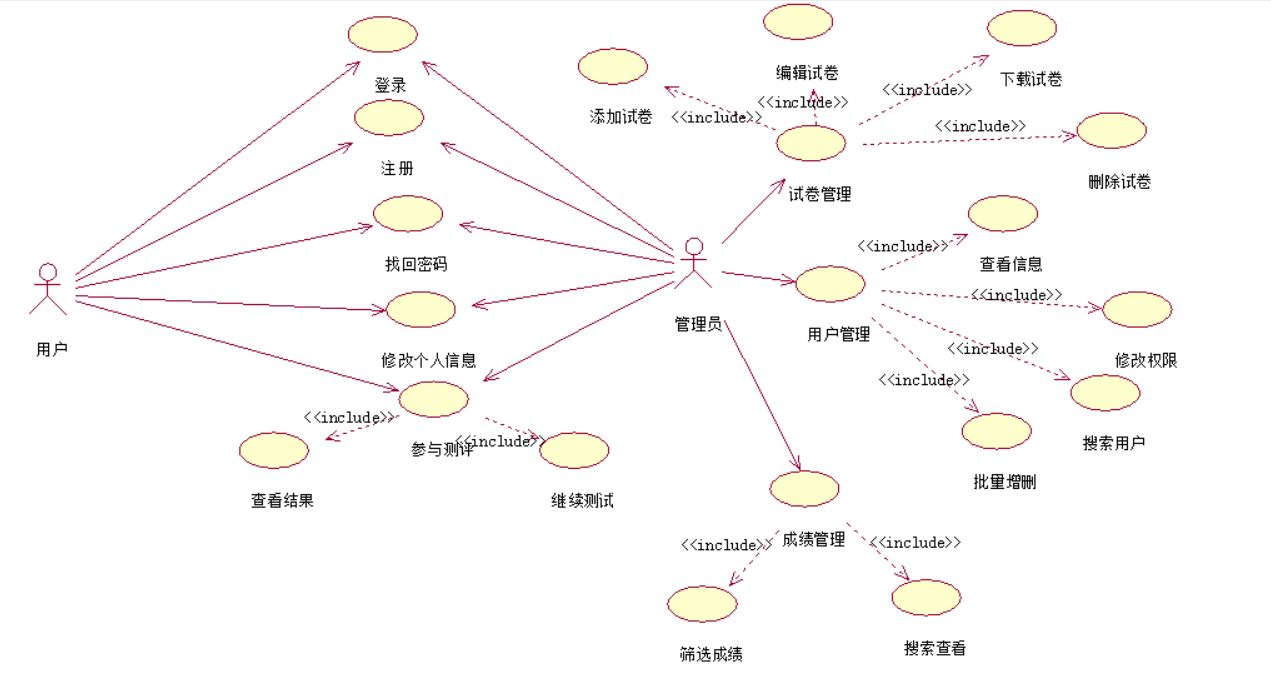 登录
注册
找回密码
修改个人信息
用户
参与测评
<<include>>
<<include>>
查看结果
继续测试
管理员
添加试卷
编辑试卷
下载试卷
<<include>>
<<include>>
<<include>>
<<include>>
试卷管理
删除试卷
<<include>>
查看信息
<<include>>
用户管理
<<include>>
修改权限
<<include>>
搜索用户
批量增删
成绩管理
<<include>>
<<include>>
筛选成绩
搜索查看